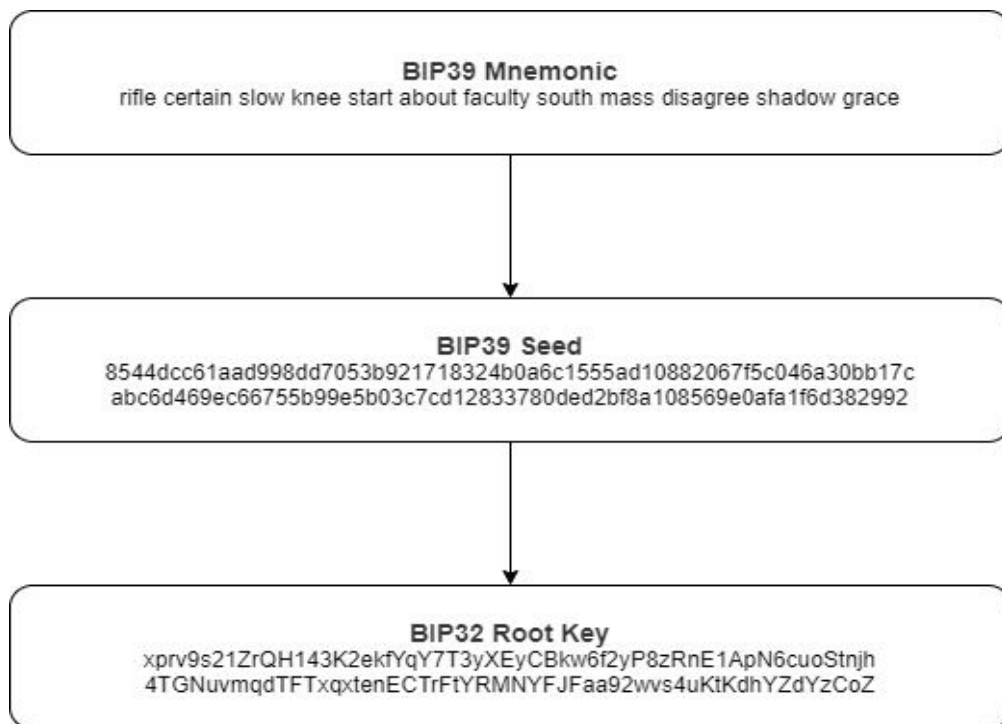 BIP39 Mnemonic
rifle certain slow knee start about faculty south mass disagree shadow grace
BIP39 Seed
8544dcc61aad998dd7053b921718324b0a6c1555ad10882067f5c046a30bb17c
abc6d469ec66755b99e5b03c7cd12833780ded2bf8a108569e0afa1f6d382992
BIP32 Root Key
xprv9s21ZrQH143K2ekfYqY7T3yXEyCBkw6f2yP8zRnE1ApN6cuoStnjh
4TGNuvmqdTFTxqxtenECTrFtYRMNYFJFaa92wvs4uKtKdhYZdYzCoZ